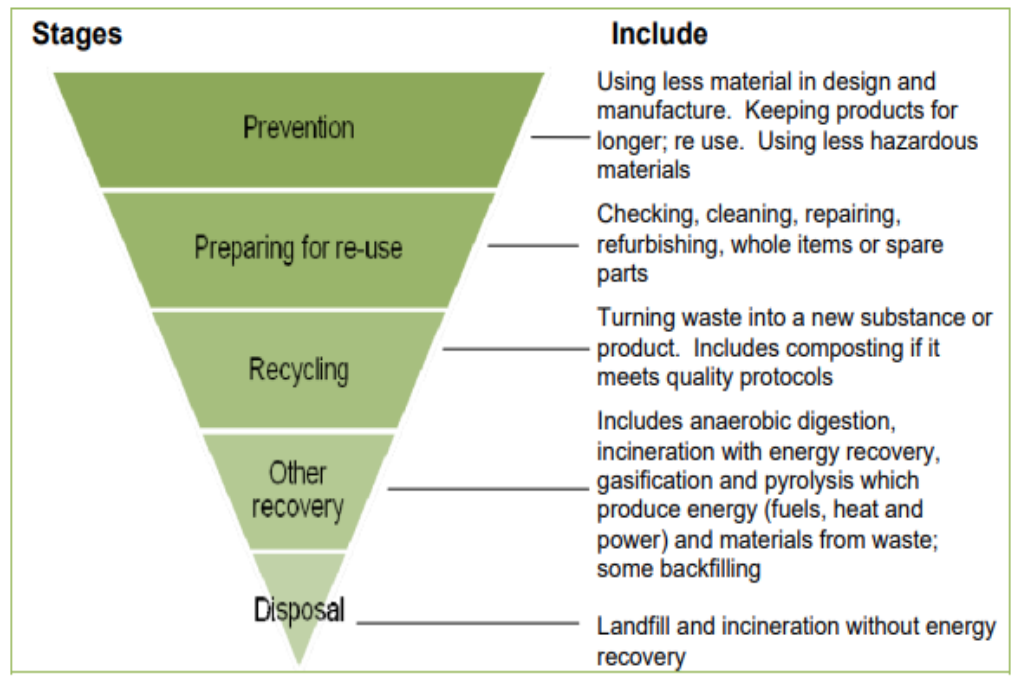 Stages
Include
Prevention
Using less material in design and
manufacture.  Keeping products for
longer; re use.  Using less hazardous
materials
Preparing for re-use
Checking, cleaning, repairing,
refurbishing, whole items or spare
parts
Recycling
Turning waste into a new substance or
product.  Includes composting if it
meets quality protocols
Other
recovery
Includes anaerobic digestion,
incineration with energy recovery,
gasification and pyrolysis which
produce energy (fuels, heat and
power) and materials from waste;
some backfilling
Disposal
Landfill and incineration without energy
recovery